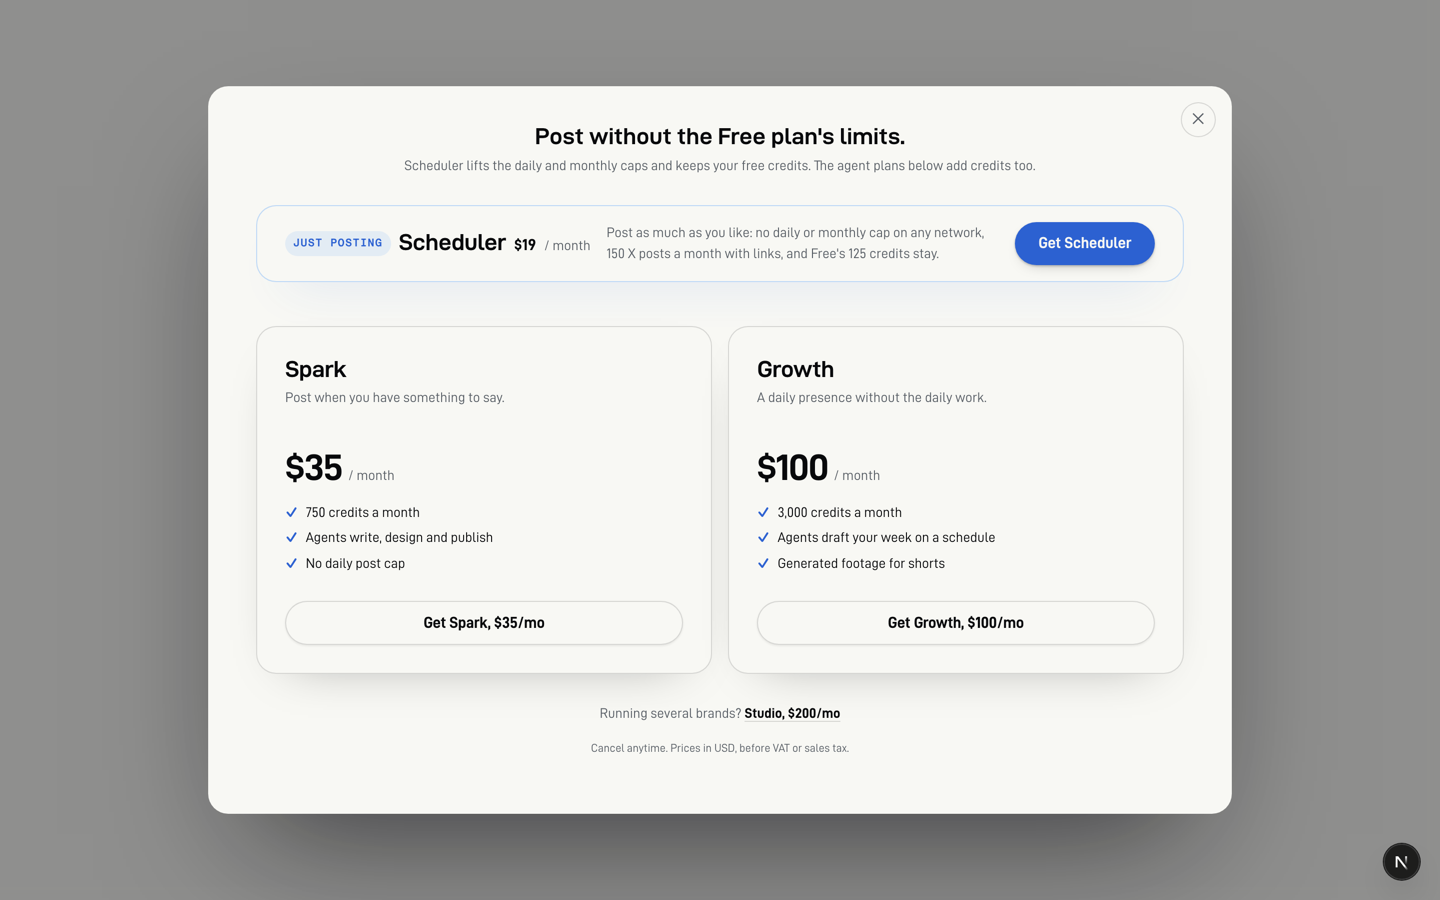 Post without the Free plan's limits.
Scheduler lifts the daily and monthly caps and keeps your free credits. The agent plans below add credits too.
JUST POSTING Scheduler $19 / month
Post as much as you like: no daily or monthly cap on any network,
150 X posts a month with links, and Free's 125 credits stay.
Get Scheduler
Spark
Post when you have something to say.
$35 / month
750 credits a month
Agents write, design and publish
No daily post cap
Get Spark, $35/mo
Growth
A daily presence without the daily work.
$100 / month
3,000 credits a month
Agents draft your week on a schedule
Generated footage for shorts
Get Growth, $100/mo
Running several brands? Studio, $200/mo
Cancel anytime. Prices in USD, before VAT or sales tax.
N